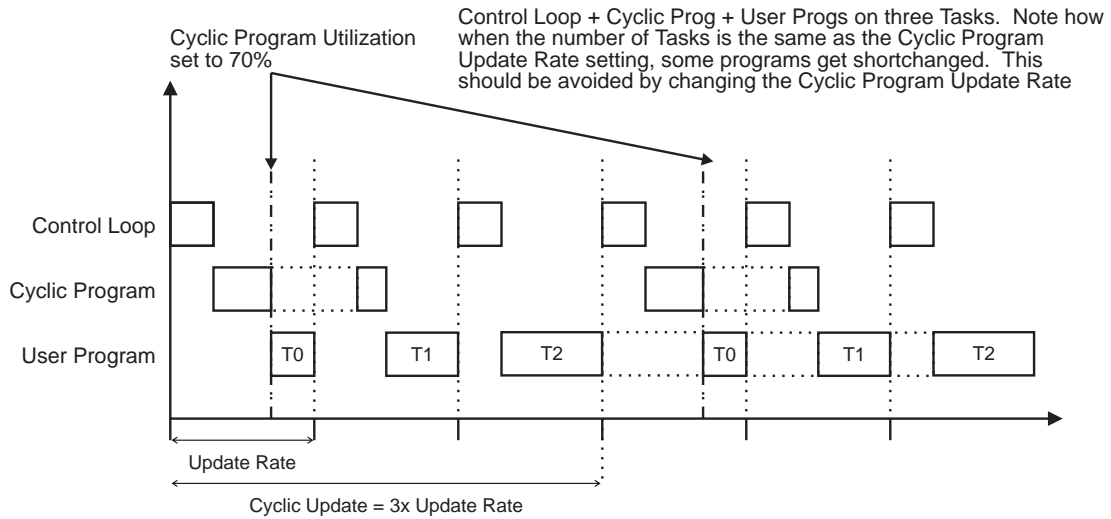 Cyclic Program Utilization
set to 70%
Control Loop + Cyclic Prog + User Progs on three Tasks.  Note how
when the number of Tasks is the same as the Cyclic Program
Update Rate setting, some programs get shortchanged.  This
should be avoided by changing the Cyclic Program Update Rate
Control Loop
Cyclic Program
User Program
T0
T1
T2
T0
T1
T2
Update Rate
Cyclic Update = 3x Update Rate